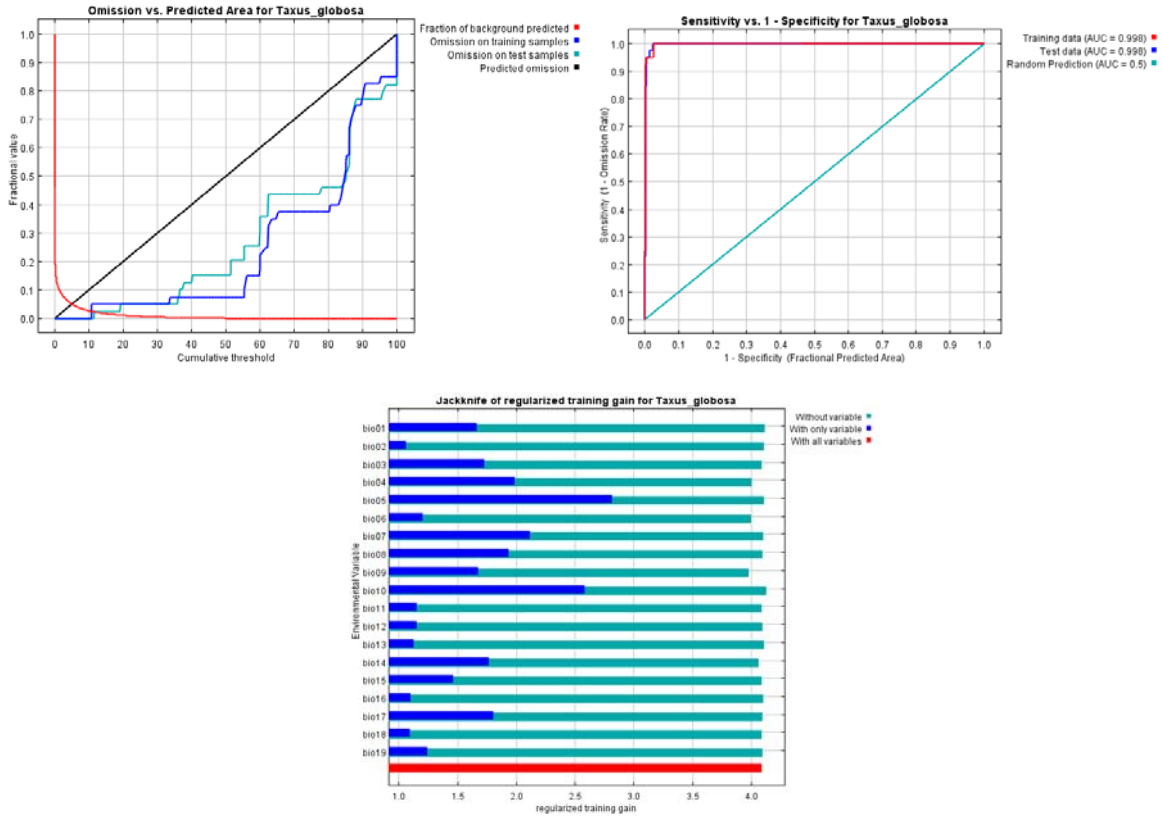 Omission vs. Predicted Area for Taxus_globosa
Fraction of background predicted
Omission on training samples
Omission on test samples
Predicted omission
1.0
0.9
0.8
0.7
0.6
0.5
0.4
0.3
0.2
0.1
0.0
Fractional value
0 10 20 30 40 50 60 70 80 90 100
Cumulative threshold
Sensitivity vs. 1 - Specificity for Taxus_globosa
Training data (AUC = 0.998)
Test data (AUC = 0.998)
Random Prediction (AUC = 0.5)
1.0
0.9
0.8
0.7
0.6
0.5
0.4
0.3
0.2
0.1
0.0
Sensitivity (1 - Omission Rate)
0.0 0.1 0.2 0.3 0.4 0.5 0.6 0.7 0.8 0.9 1.0
1 - Specificity (Fractional Predicted Area)
Jackknife of regularized training gain for Taxus_globosa
Without variable
With only variable
With all variables
Environmental Variable
bio01
bio02
bio03
bio04
bio05
bio06
bio07
bio08
bio09
bio10
bio11
bio12
bio13
bio14
bio15
bio16
bio17
bio18
bio19
1.0 1.5 2.0 2.5 3.0 3.5 4.0
regularized training gain